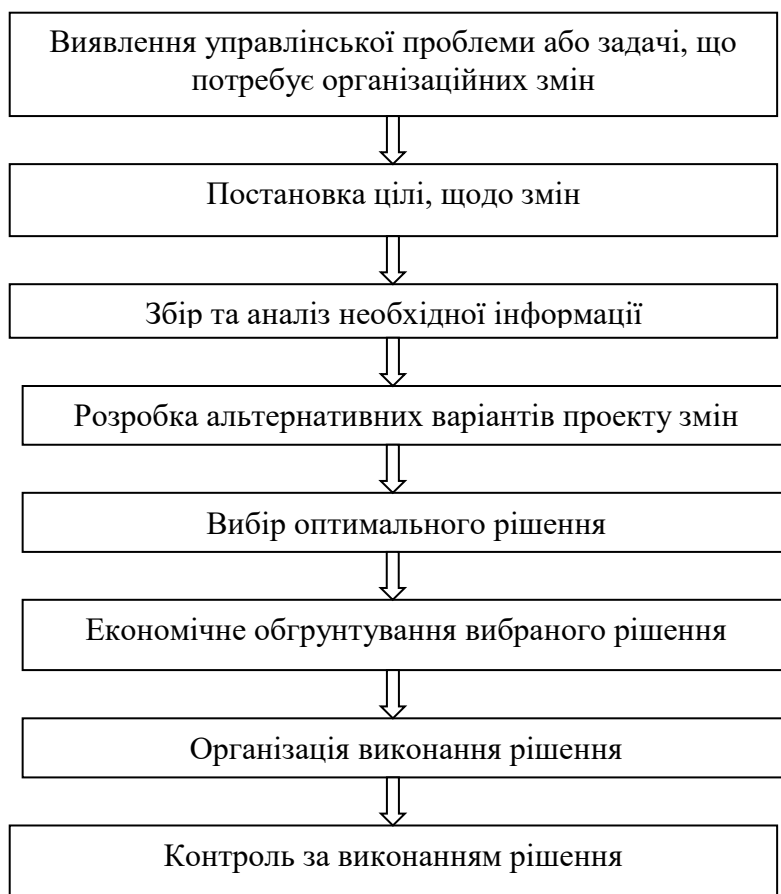 Виявлення управлінської проблеми або задачі, що
потребує організаційних змін
Постановка цілі, щодо змін
Збір та аналіз необхідної інформації
Розробка альтернативних варіантів проекту змін
Вибір оптимального рішення
Економічне обгрунтування вибраного рішення
Організація виконання рішення
Контроль за виконанням рішення